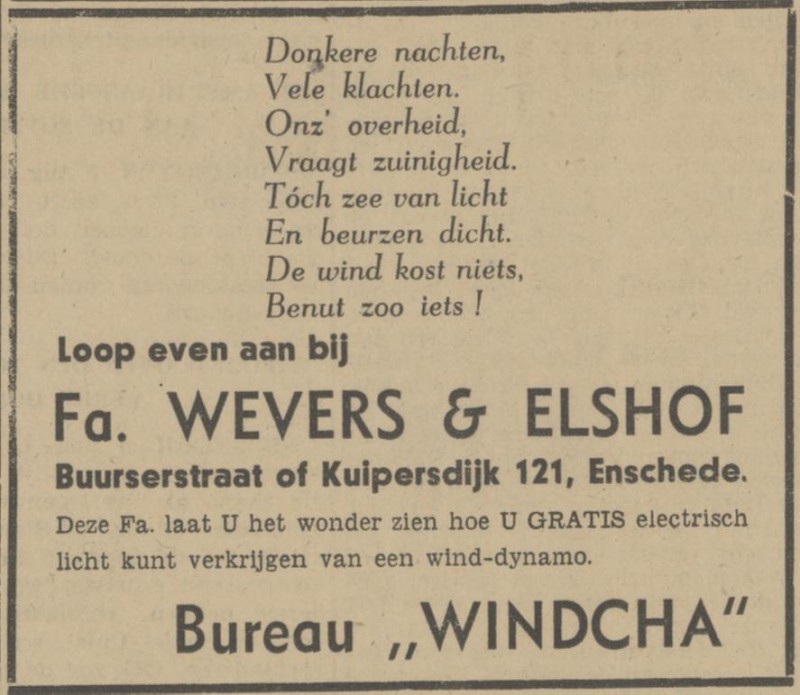 Donkere nachten,
Vele klachten.
Onz' overheid,
Vraagt zuinigheid.
Tóch zee van licht
En beurzen dicht.
De wind kost niets,
Benut zoo iets!
Loop even aan bij
Fa. WEVERS & ELSHOF
Buurserstraat of Kuipersdijk 121, Enschede.
Deze Fa. laat U het wonder zien hoe U GRATIS electrisch
licht kunt verkrijgen van een wind-dynamo.
Bureau „WINDCHA"